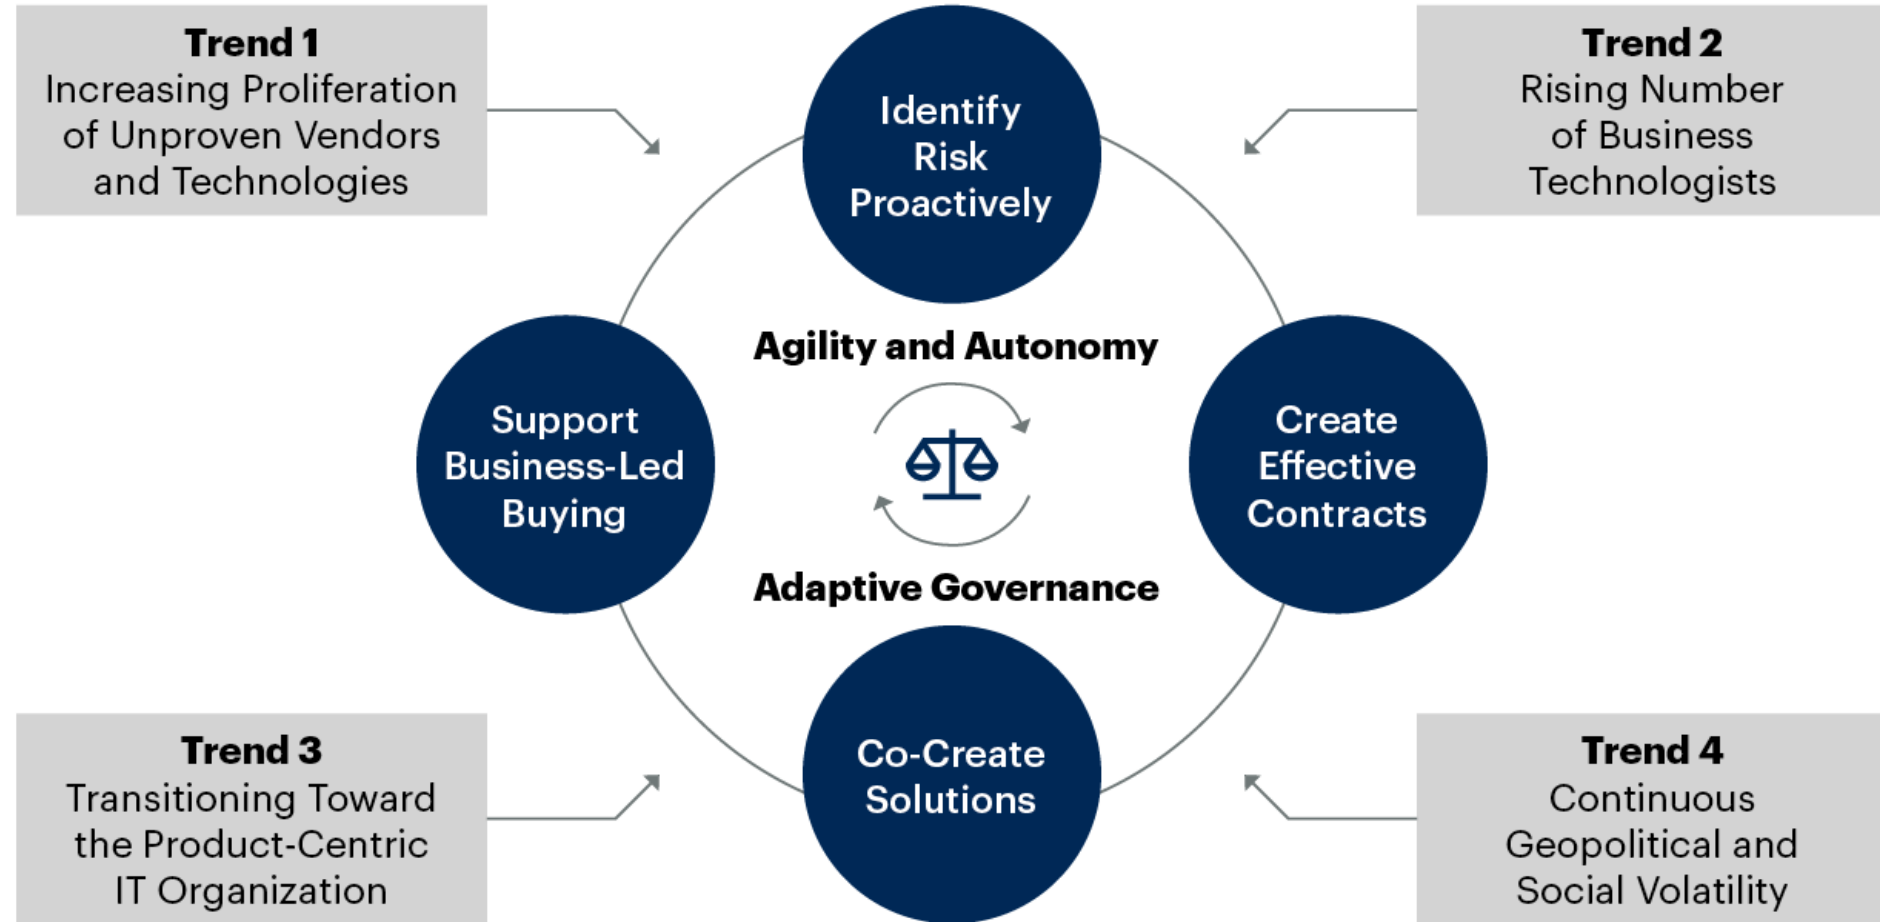 Trend 1
Increasing Proliferation
of Unproven Vendors
and Technologies
Identify
Risk
Proactively
Trend 2
Rising Number
of Business
Technologists
Support
Business-Led
Buying
Agility and Autonomy
Adaptive Governance
Create
Effective
Contracts
Trend 3
Transitioning Toward
the Product-Centric
IT Organization
Co-Create
Solutions
Trend 4
Continuous
Geopolitical and
Social Volatility